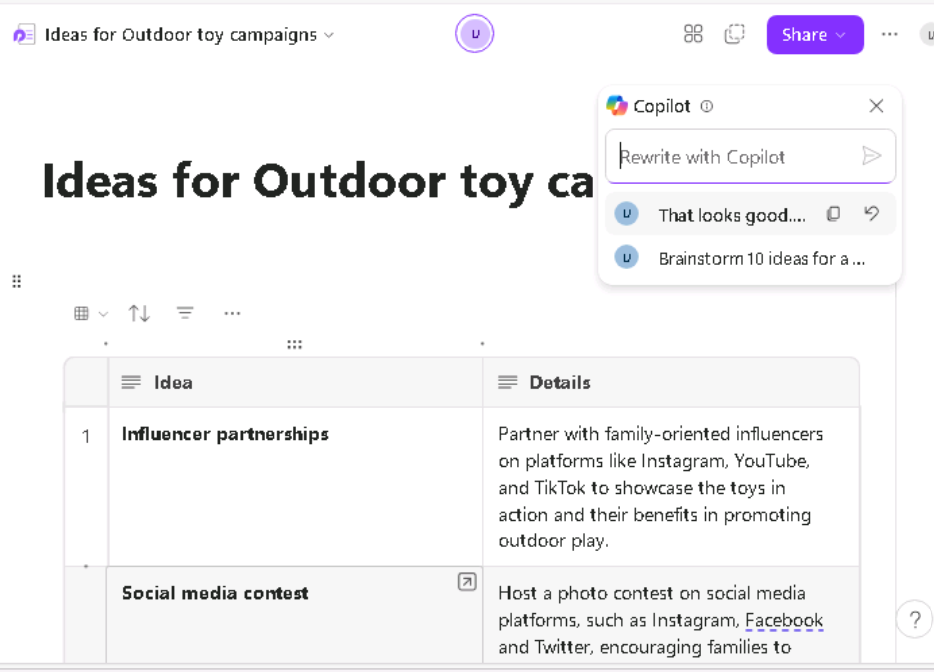 Ideas for Outdoor toy campaigns
U
Share
U
Copilot
Rewrite with Copilot
U That looks good....
U Brainstorm 10 ideas for a ...
Ideas for Outdoor toy ca
Idea
Details
1
Influencer partnerships
Partner with family-oriented influencers
on platforms like Instagram, YouTube,
and TikTok to showcase the toys in
action and their benefits in promoting
outdoor play.
Social media contest
Host a photo contest on social media
platforms, such as Instagram, Facebook
and Twitter, encouraging families to
?